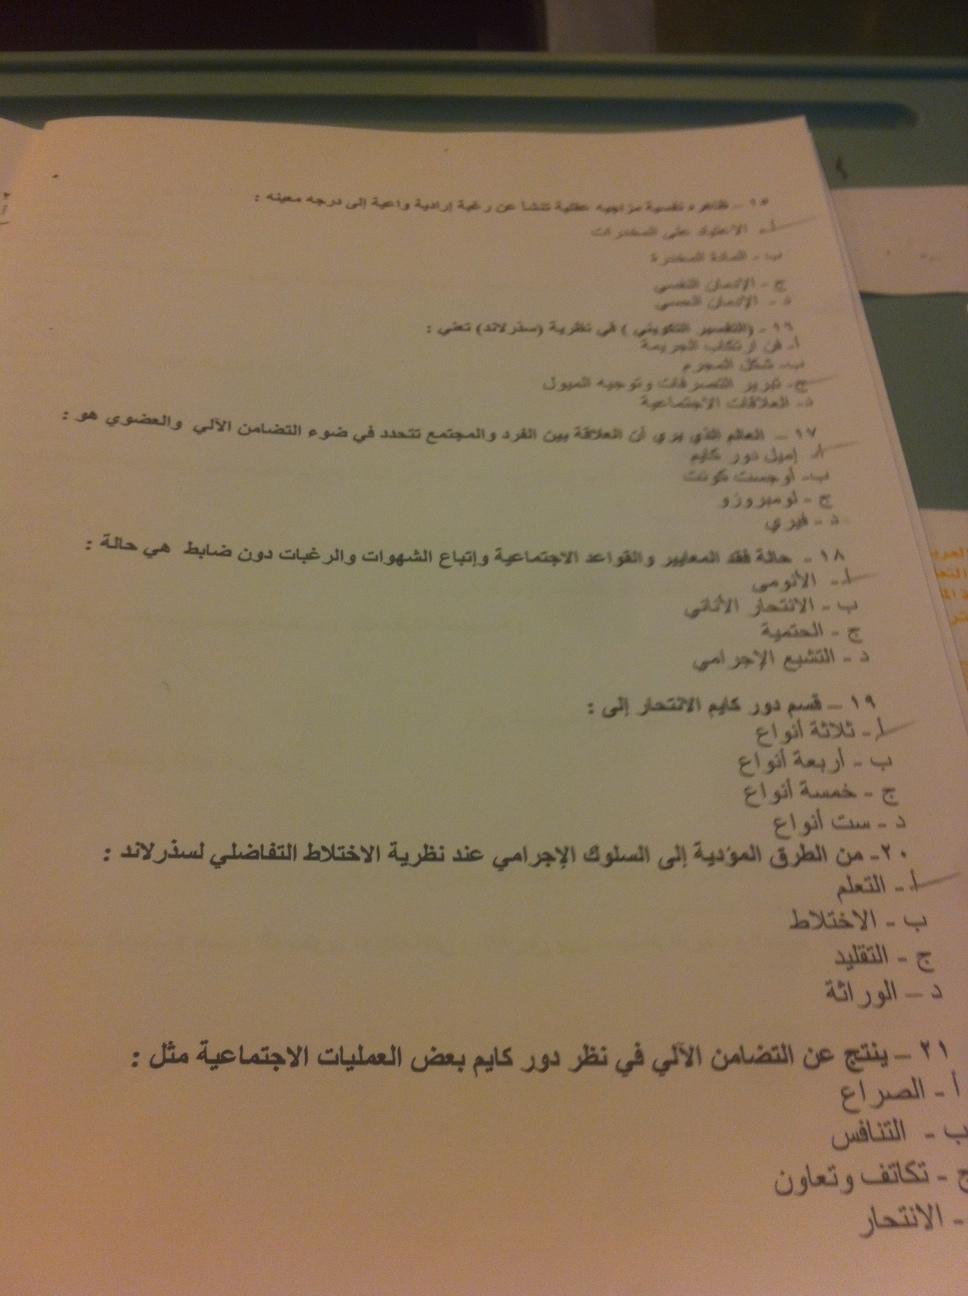 ١٥ – ظاهره نفسية مزاجيه عقلية تنشأ عن رغبة إرادية واعية إلى درجه معينه :
أ- الاعتياد على المخدرات
ب - المادة المخدرة
ج - الإدمان النفسي
د - الإدمان الحسي
١٦ - (التفسير التكويني ) في نظرية (سذرلاند) تعني :
أ- فن ارتكاب الجريمة
ب- شكل المجرم
ج- تبرير التصرفات وتوجيه الميول
د- العلاقات الاجتماعية
١٧ – العالم الذي يري أن العلاقة بين الفرد والمجتمع تتحدد في ضوء التضامن الآلي والعضوي هو :
أ- إميل دور كايم
ب- أوجست كونت
ج - لومبروزو
د - فيري
١٨ - حالة فقد المعايير والقواعد الاجتماعية وإتباع الشهوات والرغبات دون ضابط هي حالة :
أ- الأنومي
ب - الانتحار الأناني
ج - الحتمية
د - التشبع الإجرامي
١٩ – قسم دور كايم الانتحار إلى :
أ- ثلاثة أنواع
ب - أربعة أنواع
ج - خمسة أنواع
د - ست أنواع
٢٠- من الطرق المؤدية إلى السلوك الإجرامي عند نظرية الاختلاط التفاضلي لسذرلاند :
أ- التعلم
ب - الاختلاط
ج - التقليد
د – الوراثة
٢١ – ينتج عن التضامن الآلي في نظر دور كايم بعض العمليات الاجتماعية مثل :
أ - الصراع
ب - التنافس
ج - تكاتف وتعاون
- الانتحار